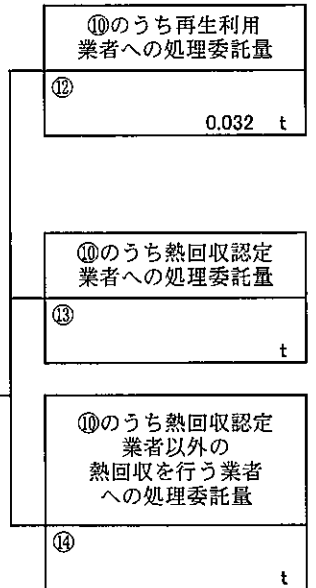 ⑩のうち再生利用
業者への処理委託量
⑫
0.032 t
⑩のうち熱回収認定
業者への処理委託量
⑬
t
⑩のうち熱回収認定
業者以外の
熱回収を行う業者
への処理委託量
⑭
t